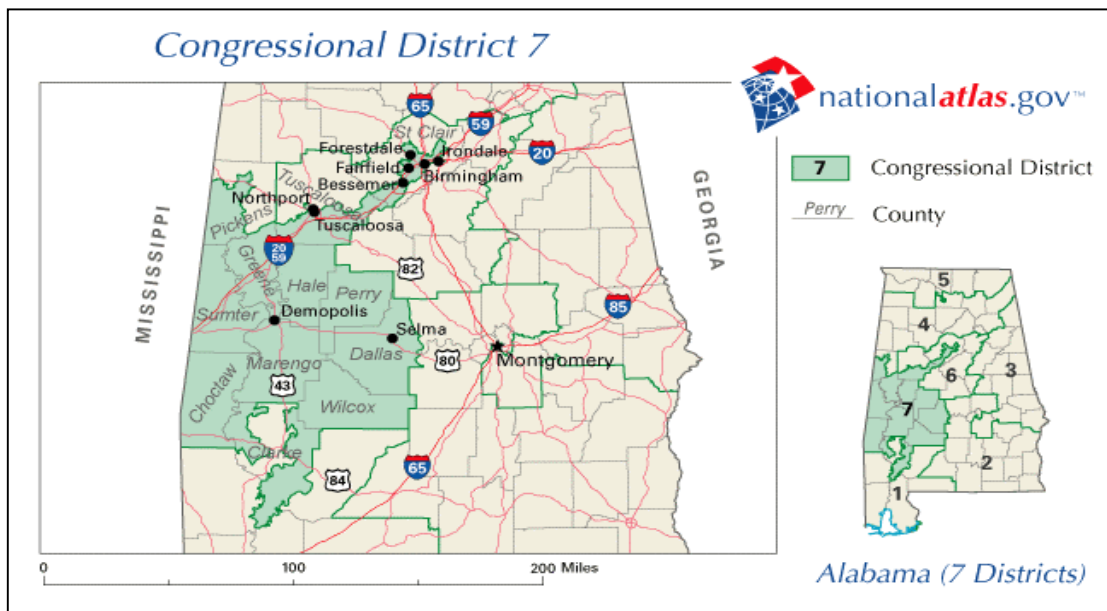 Congressional District 7
nationalatlas.gov™
7 Congressional District
Perry County
MISSISSIPPI
GEORGIA
65
59
20
St Clair
Forestdale
Irondale
Fairfield
Birmingham
Bessemer
Tuscaloosa
Northport
Pickens
Tuscaloosa
20
59
82
Greene
Hale
Perry
85
Sumter
Demopolis
Selma
Dallas
80
Montgomery
Marengo
43
Choctaw
Wilcox
Clarke
84
65
5
4
6
3
7
2
1
0
100
200 Miles
Alabama (7 Districts)